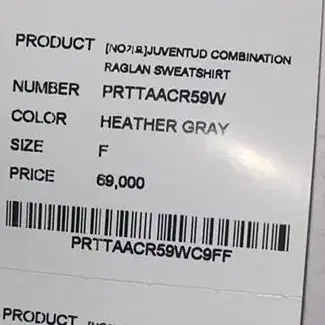 PRODUCT [NO기모]JUVENTUD COMBINATION
RAGLAN SWEATSHIRT
NUMBER PRTTAACR59W
COLOR HEATHER GRAY
SIZE F
PRICE 69,000
PRTTAACR59WC9FF
PRODUCT